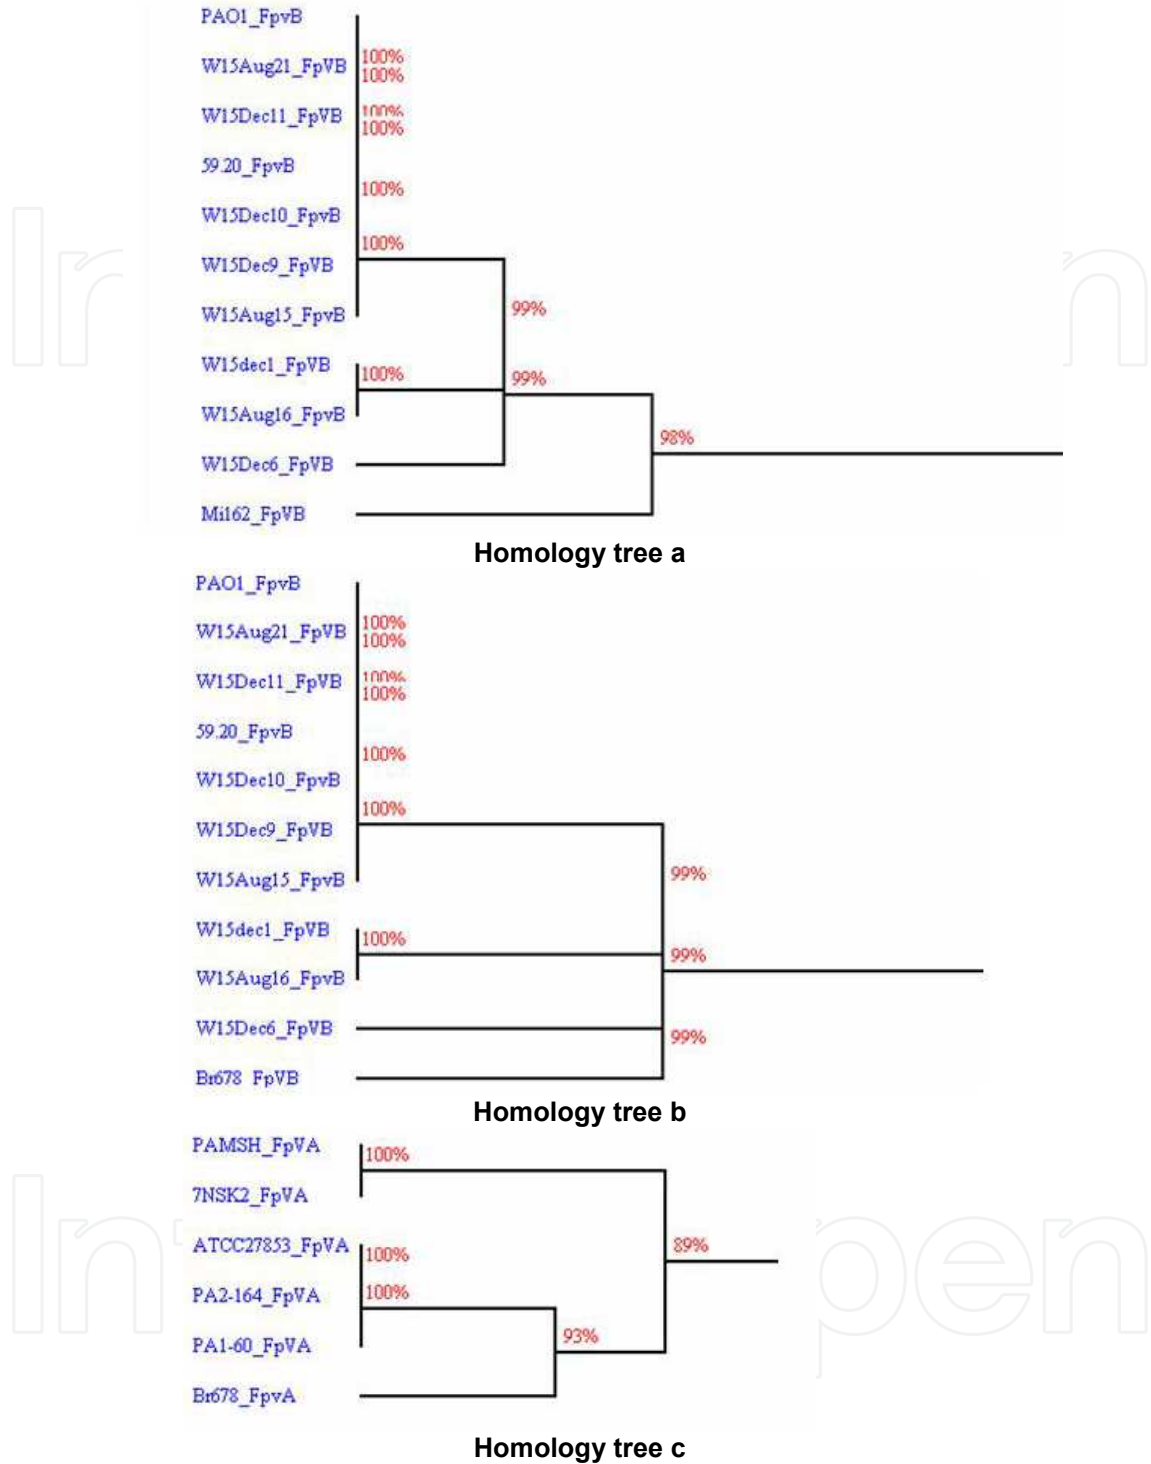 PAO1_FpvB
W15Aug21_FpVB
100%
100%
W15Dec11_FpVB
100%
100%
59.20_FpvB
100%
W15Dec10_FpvB
100%
W15Dec9_FpVB
99%
W15Aug15_FpvB
W15dec1_FpVB
100%
99%
W15Aug16_FpvB
98%
W15Dec6_FpVB
Mi162_FpVB
Homology tree a
PAO1_FpvB
W15Aug21_FpVB
100%
100%
W15Dec11_FpVB
100%
100%
59.20_FpvB
100%
W15Dec10_FpvB
100%
W15Dec9_FpVB
99%
W15Aug15_FpvB
W15dec1_FpVB
100%
99%
W15Aug16_FpvB
W15Dec6_FpVB
99%
Br678 FpVB
Homology tree b
PAMSH_FpVA
100%
7NSK2_FpVA
ATCC27853_FpVA
100%
89%
PA2-164_FpVA
100%
PA1-60_FpVA
93%
Br678_FpvA
Homology tree c